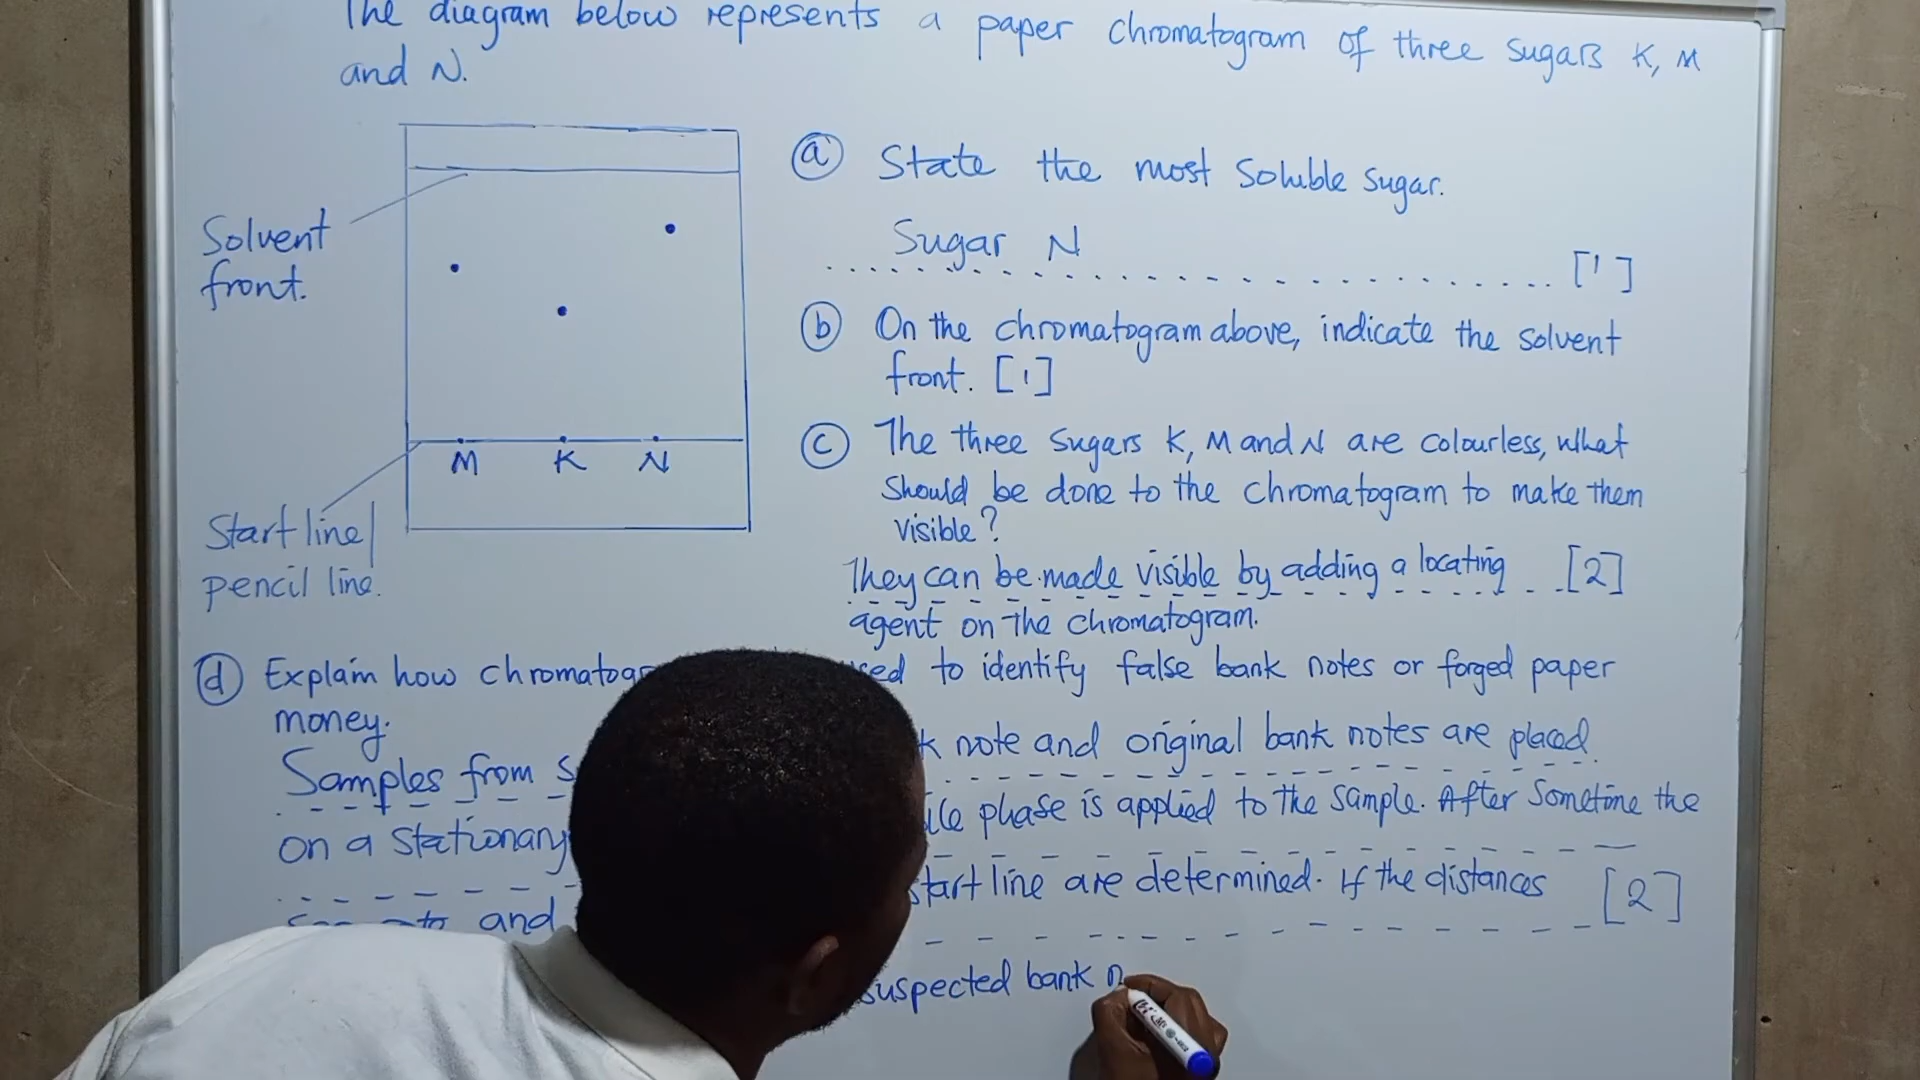 The diagram below represents a paper chromatogram of three sugars K, M
and N.
Solvent
front.
M K N
Start line/
pencil line.
(a) State the most soluble sugar.
Sugar N
[1]
(b) On the chromatogram above, indicate the solvent
front. [1]
(c) The three sugars K, M and N are colourless, what
should be done to the chromatogram to make them
visible?
They can be made visible by adding a locating [2]
agent on the chromatogram.
(d) Explain how to identify false bank notes or forged paper
money.
Samples from note and original bank notes are placed
on a stationary phase is applied to the sample. After sometime the
and start line are determined. If the distances [2]
suspected bank